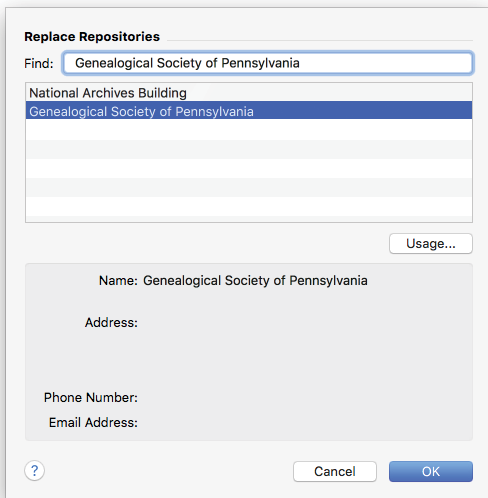 Replace Repositories
Find: Genealogical Society of Pennsylvania
National Archives Building
Genealogical Society of Pennsylvania
Usage...
Name: Genealogical Society of Pennsylvania
Address:
Phone Number:
Email Address:
? Cancel OK